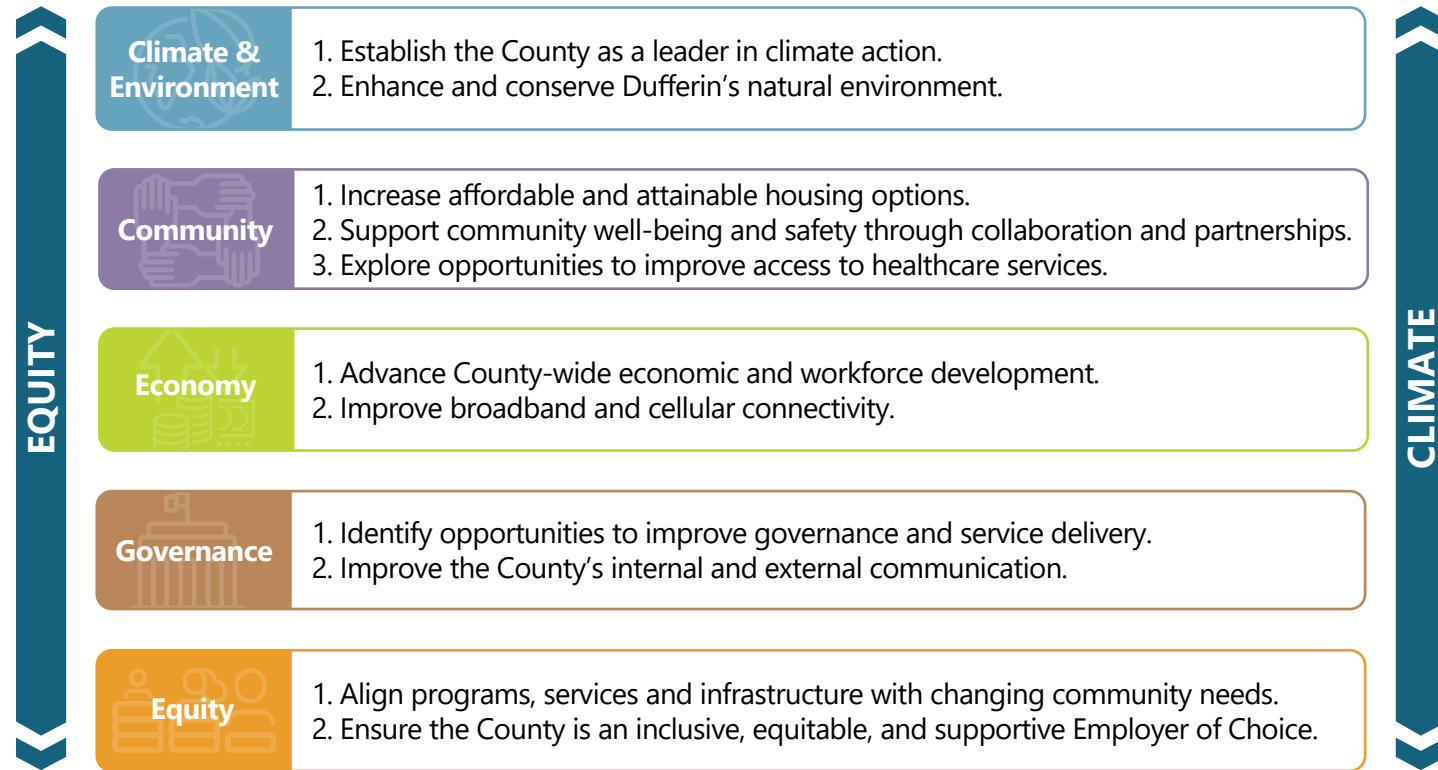 EQUITY
Climate &
Environment
1. Establish the County as a leader in climate action.
2. Enhance and conserve Dufferin’s natural environment.
Community
1. Increase affordable and attainable housing options.
2. Support community well-being and safety through collaboration and partnerships.
3. Explore opportunities to improve access to healthcare services.
Economy
1. Advance County-wide economic and workforce development.
2. Improve broadband and cellular connectivity.
Governance
1. Identify opportunities to improve governance and service delivery.
2. Improve the County’s internal and external communication.
Equity
1. Align programs, services and infrastructure with changing community needs.
2. Ensure the County is an inclusive, equitable, and supportive Employer of Choice.
CLIMATE